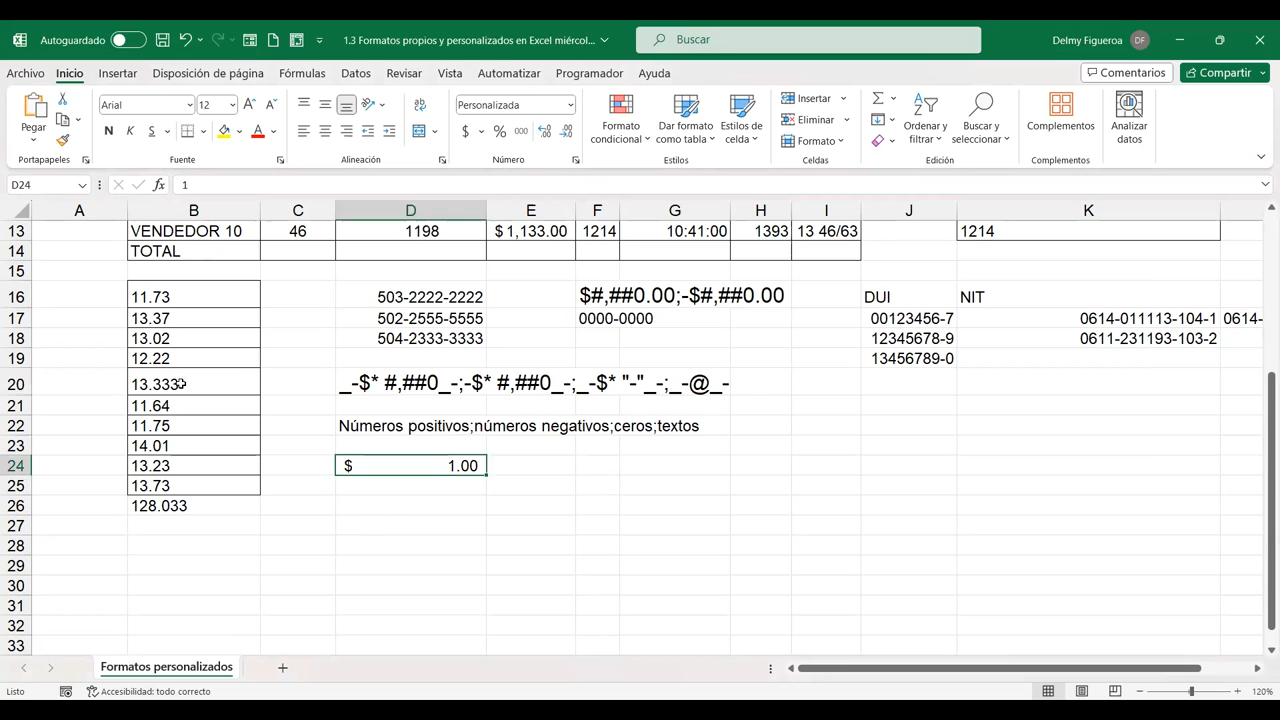 Autoguardado
1.3 Formatos propios y personalizados en Excel miércol...
Buscar
Delmy Figueroa DF
Archivo Inicio Insertar Disposición de página Fórmulas Datos Revisar Vista Automatizar Programador Ayuda Comentarios Compartir
Pegar
Portapapeles
Arial 12
N K S
Fuente
Alineación
Personalizada
$ % 000
Número
Formato condicional
Dar formato como tabla
Estilos de celda
Estilos
Insertar
Eliminar
Formato
Celdas
Ordenar y filtrar
Buscar y seleccionar
Edición
Complementos
Complementos
Analizar datos
D24 fx 1
A B C D E F G H I J K
13 VENDEDOR 10 46 1198 $ 1,133.00 1214 10:41:00 1393 13 46/63 1214
14 TOTAL
15
16 11.73 503-2222-2222 $#,##0.00;-$#,##0.00 DUI NIT
17 13.37 502-2555-5555 0000-0000 00123456-7 0614-011113-104-1 0614-
18 13.02 504-2333-3333 12345678-9 0611-231193-103-2
19 12.22 13456789-0
20 13.333 _-$* #,##0_-;-$* #,##0_-;_-$* "-"_-;_-@_-
21 11.64
22 11.75 Números positivos;números negativos;ceros;textos
23 14.01
24 13.23 $ 1.00
25 13.73
26 128.033
27
28
29
30
31
32
33
Formatos personalizados
Listo Accesibilidad: todo correcto 120%